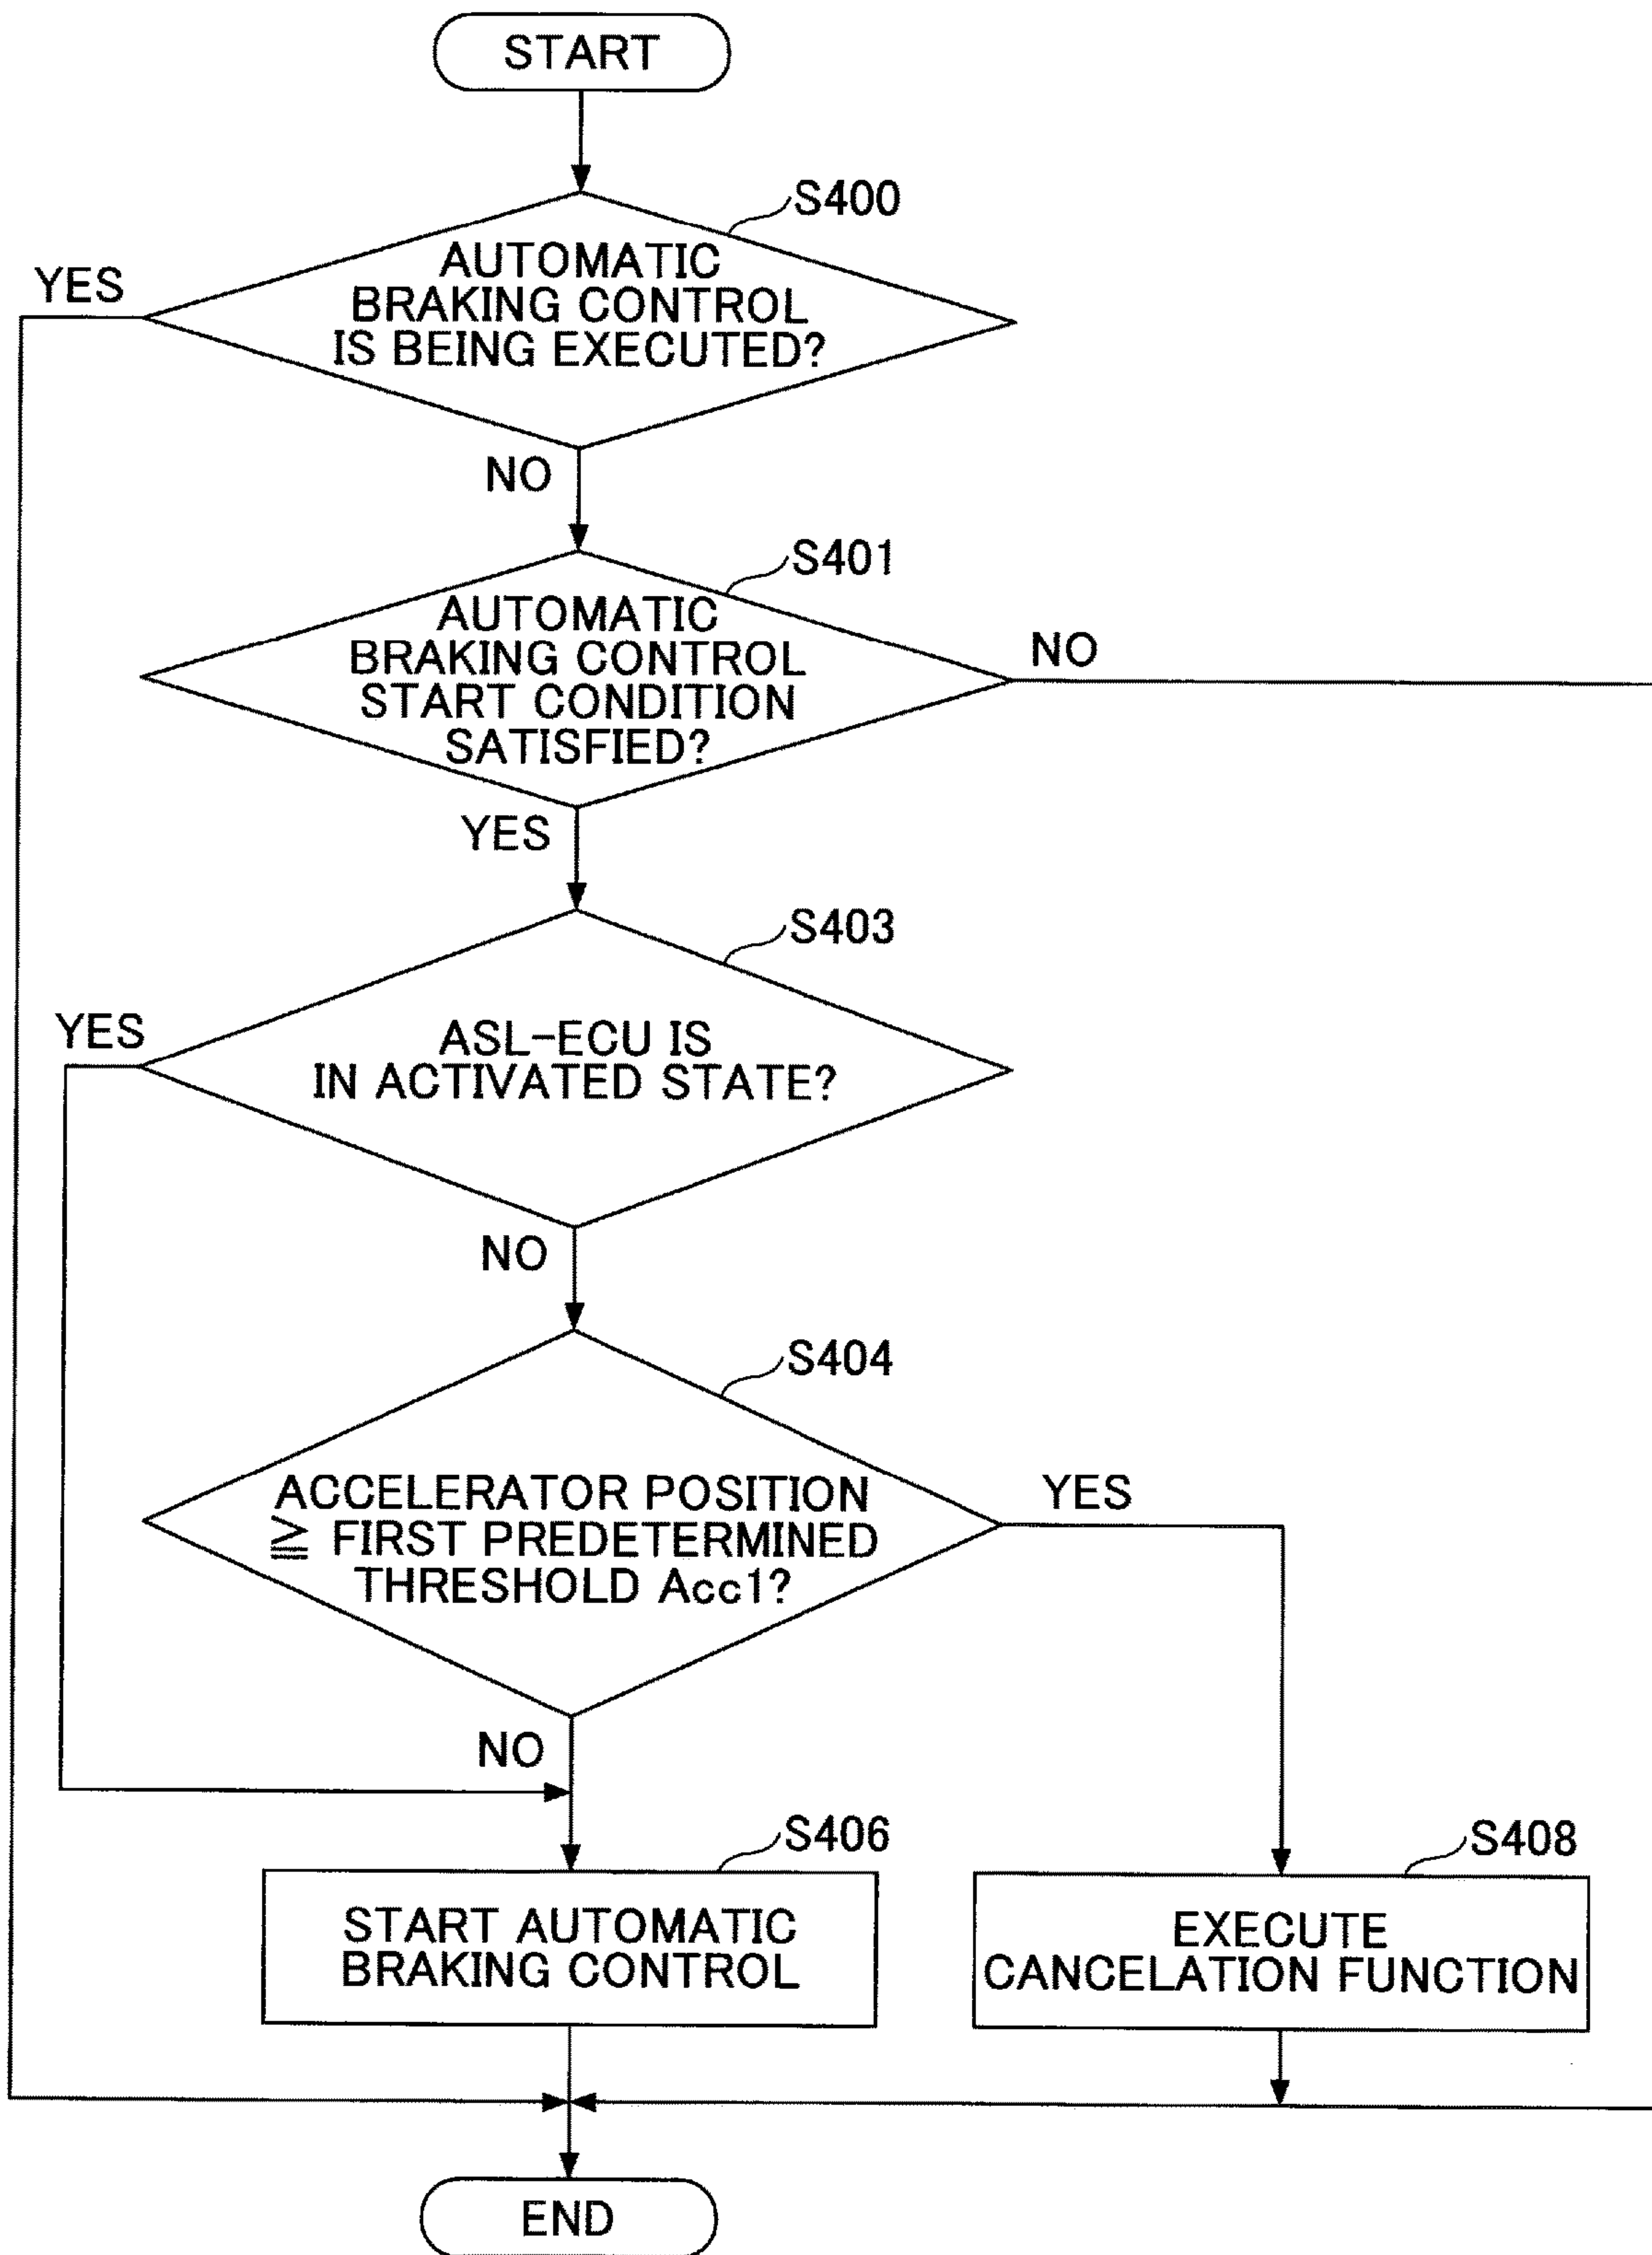 START
S400
AUTOMATIC
BRAKING CONTROL
IS BEING EXECUTED?
YES
NO
S401
AUTOMATIC
BRAKING CONTROL
START CONDITION
SATISFIED?
NO
YES
S403
ASL-ECU IS
IN ACTIVATED STATE?
YES
NO
S404
ACCELERATOR POSITION
≧ FIRST PREDETERMINED
THRESHOLD Acc1?
YES
NO
S406
START AUTOMATIC
BRAKING CONTROL
S408
EXECUTE
CANCELATION FUNCTION
END